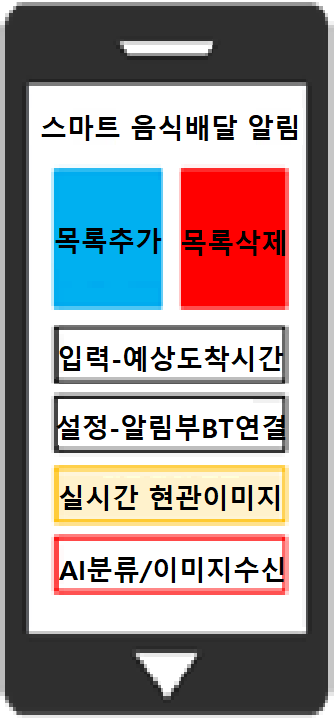 스마트 음식배달 알림
목록추가 목록삭제
입력-예상도착시간
설정-알림부BT연결
실시간 현관이미지
AI분류/이미지수신